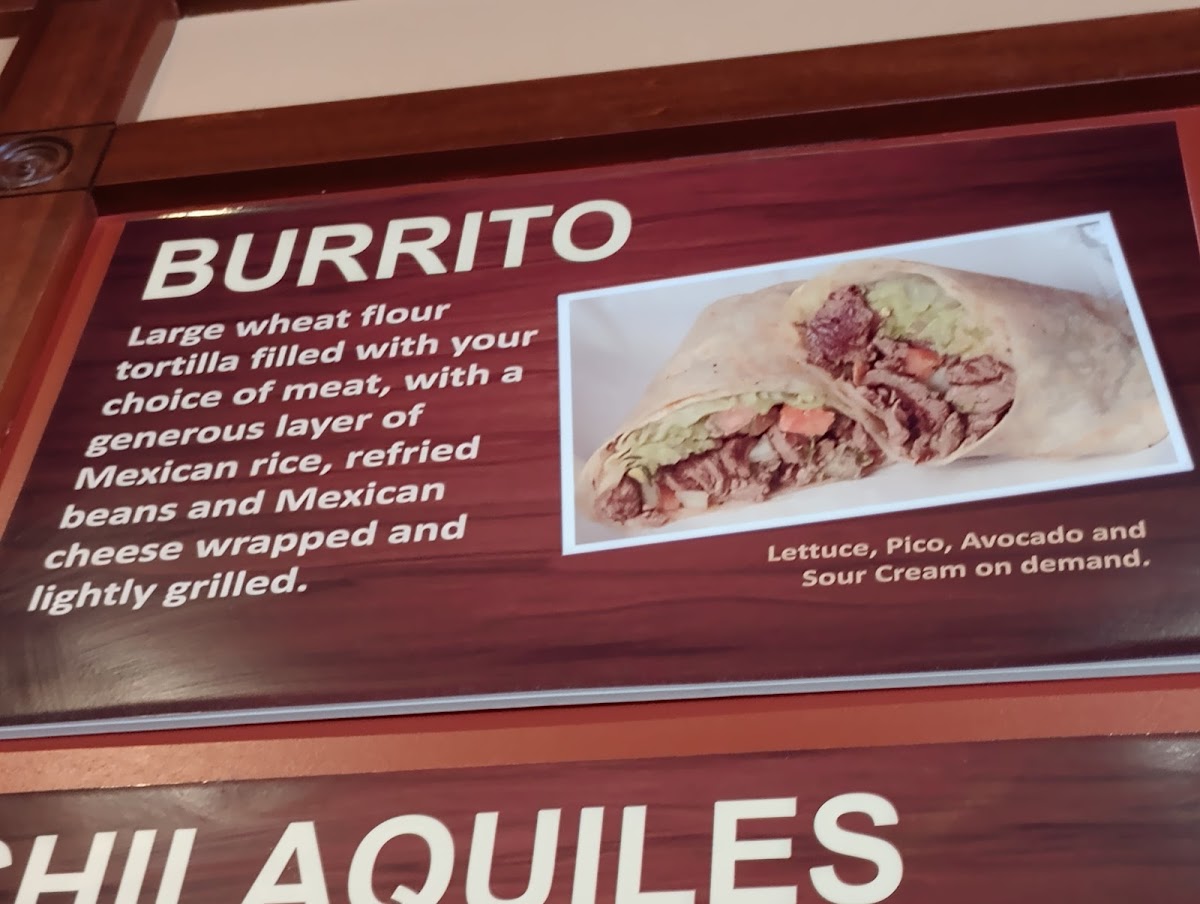 BURRITO
Large wheat flour
tortilla filled with your
choice of meat, with a
generous layer of
Mexican rice, refried
beans and Mexican
cheese wrapped and
lightly grilled.
Lettuce, Pico, Avocado and
Sour Cream on demand.
CHILAQUILES